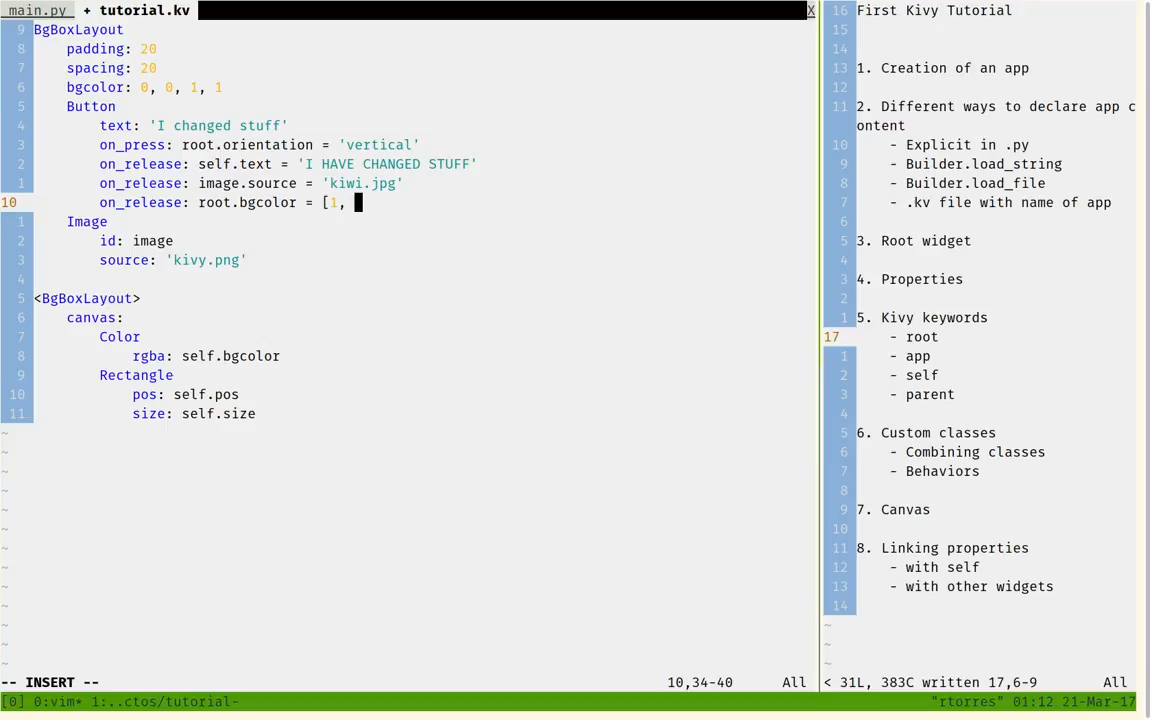 main.py + tutorial.kv X
9 BgBoxLayout
8 padding: 20
7 spacing: 20
6 bgcolor: 0, 0, 1, 1
5 Button
4 text: 'I changed stuff'
3 on_press: root.orientation = 'vertical'
2 on_release: self.text = 'I HAVE CHANGED STUFF'
1 on_release: image.source = 'kiwi.jpg'
10 on_release: root.bgcolor = [1,
1 Image
2 id: image
3 source: 'kivy.png'
4
5 <BgBoxLayout>
6 canvas:
7 Color
8 rgba: self.bgcolor
9 Rectangle
10 pos: self.pos
11 size: self.size
~
~
~
~
~
~
~
~
~
~
~
~
~
-- INSERT -- 10,34-40 All
16 First Kivy Tutorial
15
14
13 1. Creation of an app
12
11 2. Different ways to declare app c
ontent
10 - Explicit in .py
9 - Builder.load_string
8 - Builder.load_file
7 - .kv file with name of app
6
5 3. Root widget
4
3 4. Properties
2
1 5. Kivy keywords
17 - root
1 - app
2 - self
3 - parent
4
5 6. Custom classes
6 - Combining classes
7 - Behaviors
8
9 7. Canvas
10
11 8. Linking properties
12 - with self
13 - with other widgets
14
~
~
~
< 31L, 383C written 17,6-9 All
[0] 0:vim* 1:..ctos/tutorial- "rtorres" 01:12 21-Mar-17